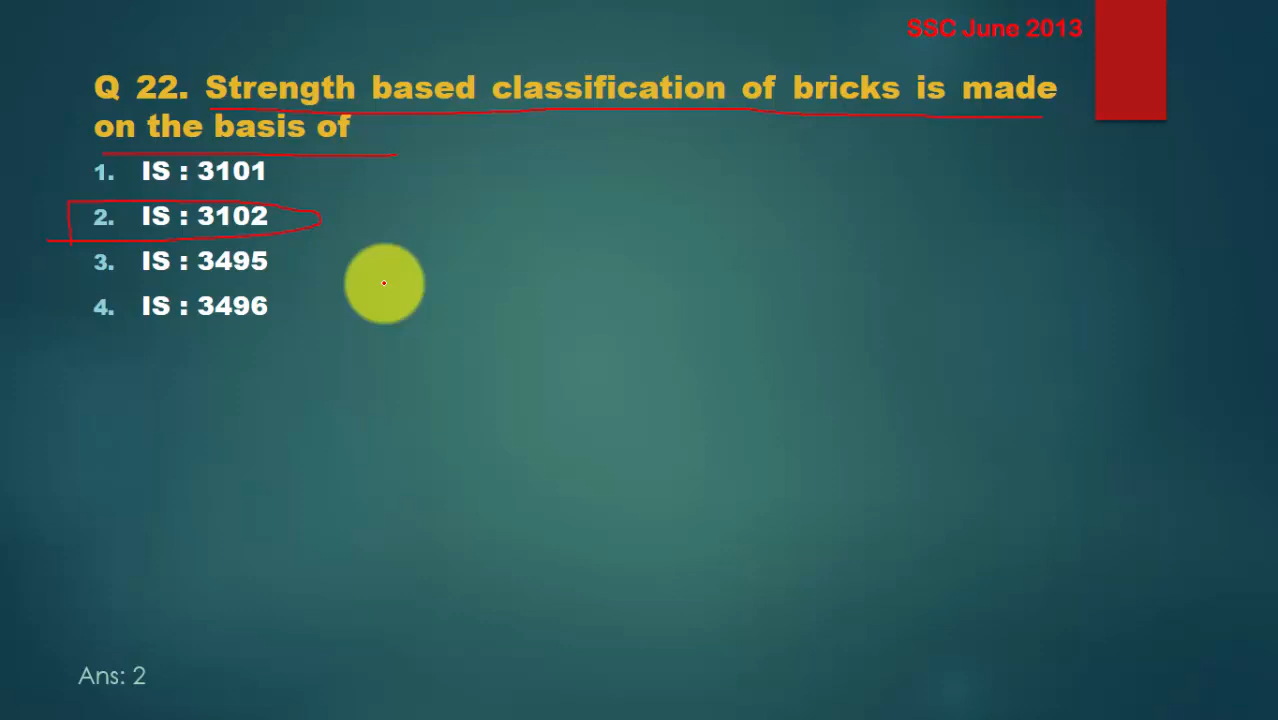 SSC June 2013
Q 22. Strength based classification of bricks is made
on the basis of
1. IS : 3101
2. IS : 3102
3. IS : 3495
4. IS : 3496
Ans: 2